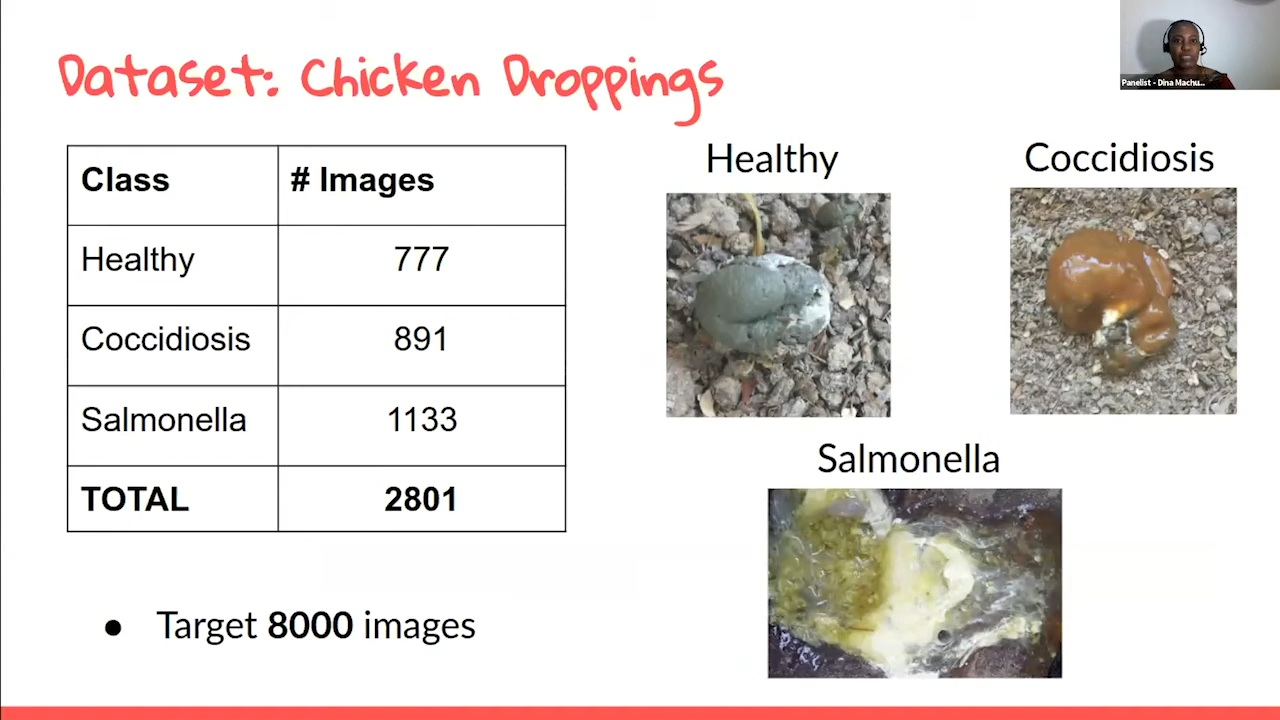 Dataset: Chicken Droppings
Panelist - Dina Machu...
Class # Images
Healthy 777
Coccidiosis 891
Salmonella 1133
TOTAL 2801
Healthy
Coccidiosis
Salmonella
● Target 8000 images